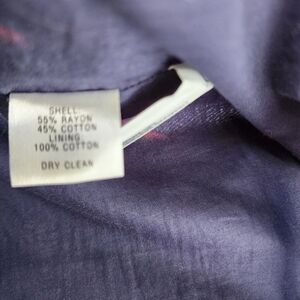 SHELL:
55% RAYON
45% COTTON
LINING
100% COTTON
DRY CLEAN